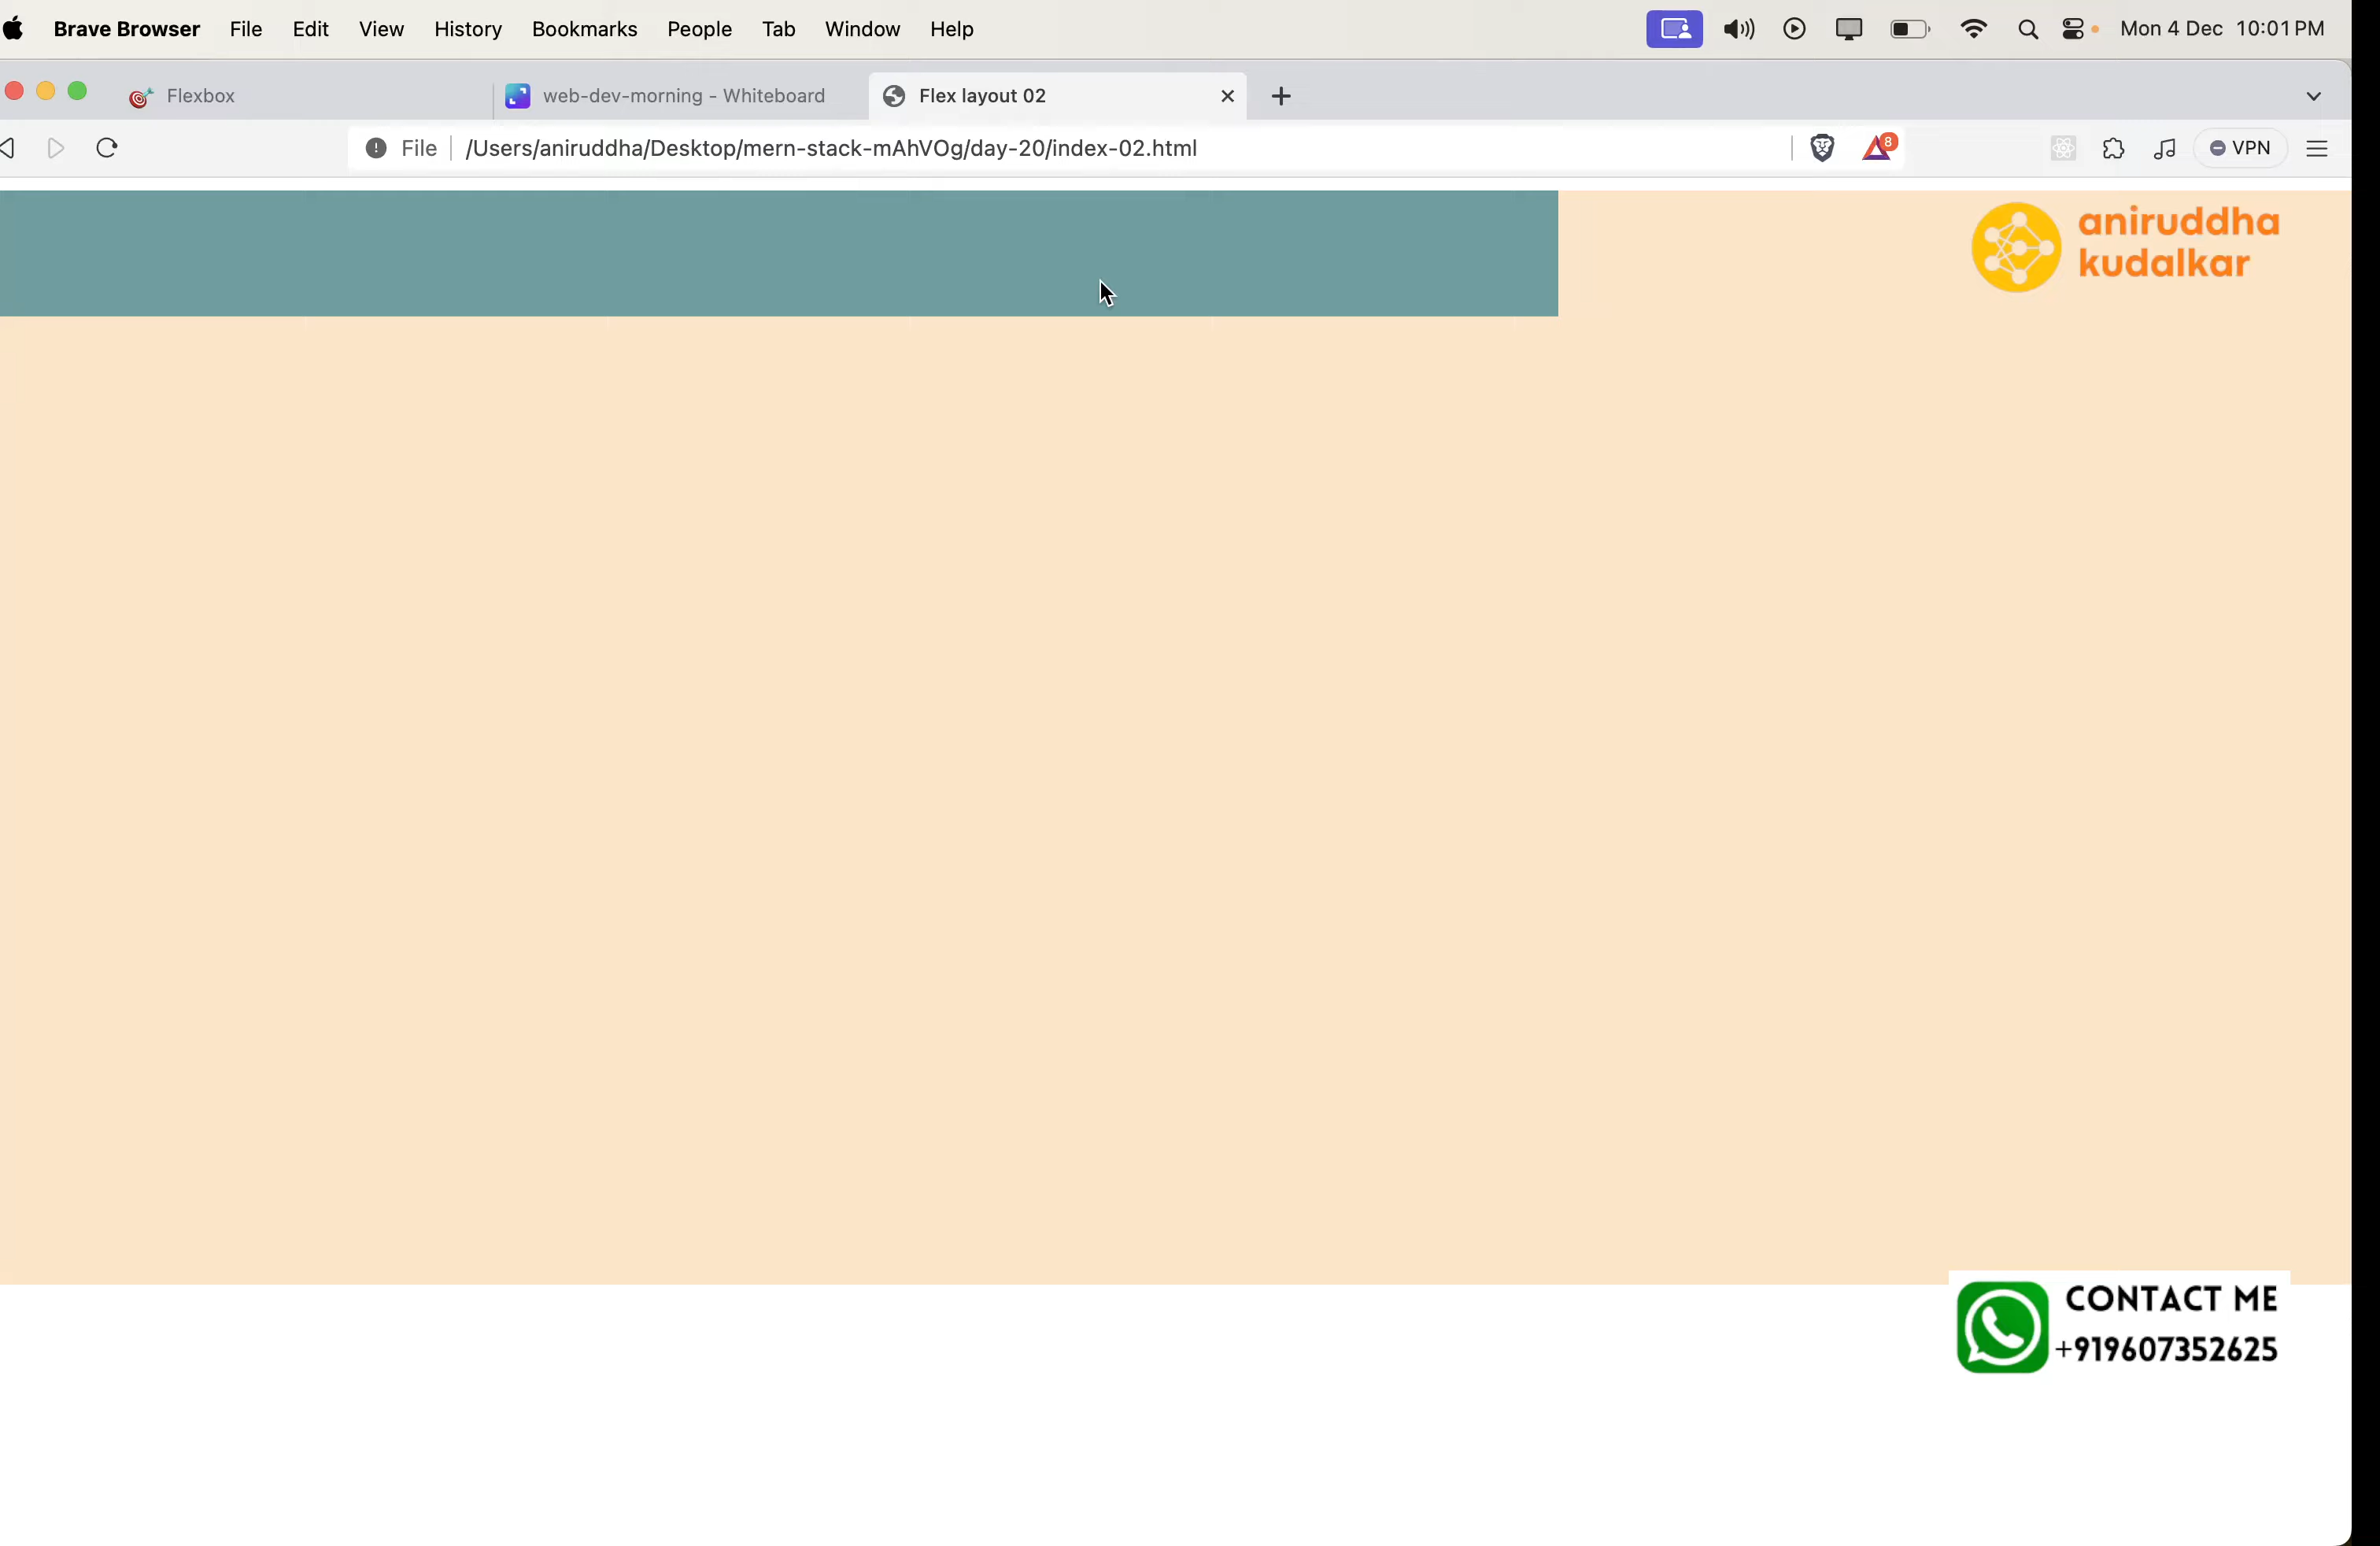 Brave Browser File Edit View History Bookmarks People Tab Window Help Mon 4 Dec 10:01 PM
Flexbox web-dev-morning - Whiteboard Flex layout 02
File /Users/aniruddha/Desktop/mern-stack-mAhVOg/day-20/index-02.html 8 VPN
aniruddha
kudalkar
CONTACT ME
+919607352625